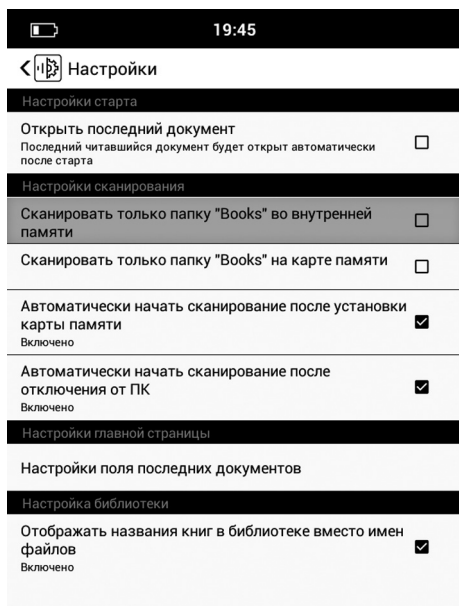 19:45
Настройки
Настройки старта
Открыть последний документ
Последний читавшийся документ будет открыт автоматически
после старта
Настройки сканирования
Сканировать только папку "Books" во внутренней
памяти
Сканировать только папку "Books" на карте памяти
Автоматически начать сканирование после установки
карты памяти
Включено
Автоматически начать сканирование после
отключения от ПК
Включено
Настройки главной страницы
Настройки поля последних документов
Настройка библиотеки
Отображать названия книг в библиотеке вместо имен
файлов
Включено